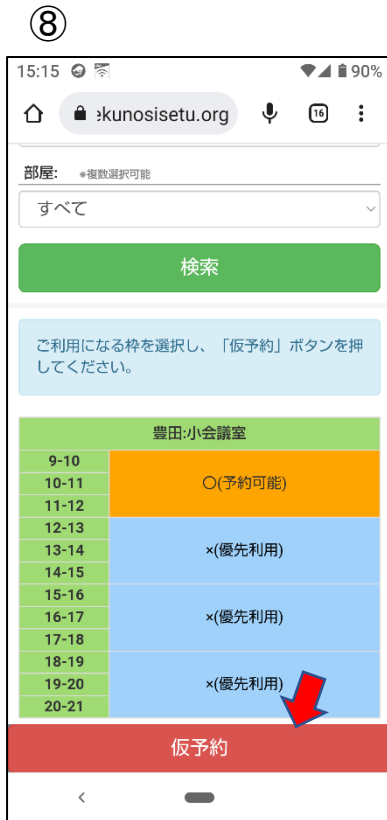 ⑧
15:15 90%
ekunosisetu.org 16
部屋: *複数選択可能
すべて
検索
ご利用になる枠を選択し、「仮予約」ボタンを押
してください。
豊田:小会議室
9-10
10-11 〇(予約可能)
11-12
12-13
13-14 ×(優先利用)
14-15
15-16
16-17 ×(優先利用)
17-18
18-19
19-20 ×(優先利用)
20-21
仮予約